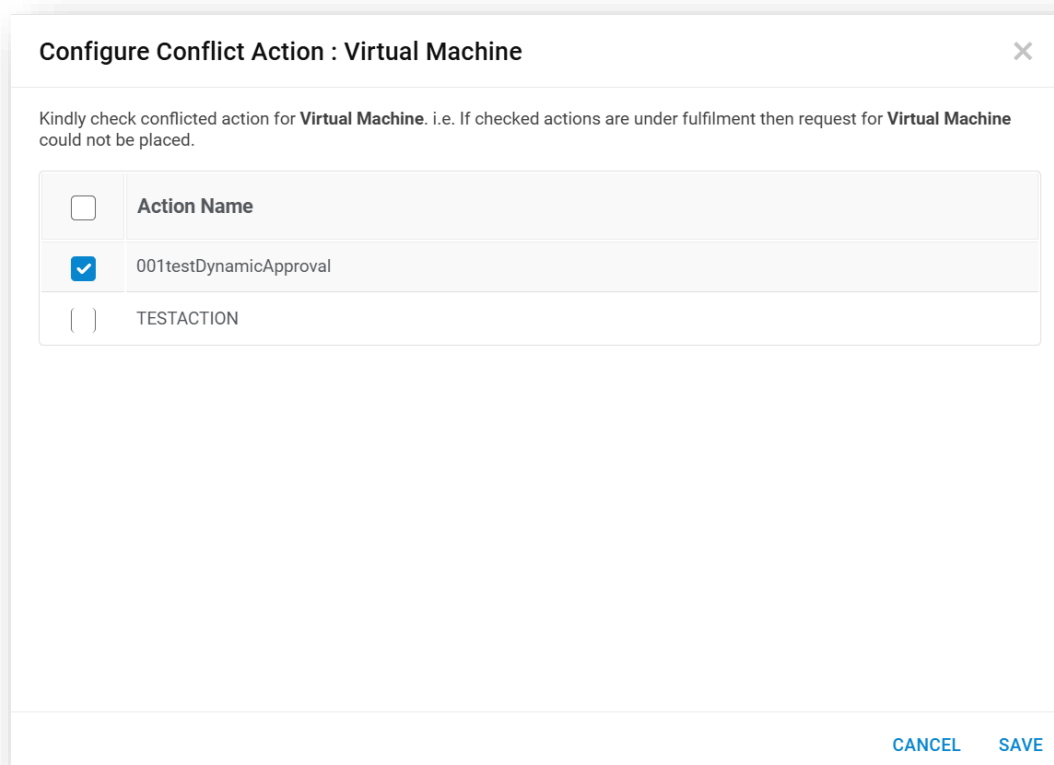 Configure Conflict Action : Virtual Machine
Kindly check conflicted action for Virtual Machine. i.e. If checked actions are under fulfilment then request for Virtual Machine
could not be placed.
Action Name
001testDynamicApproval
TESTACTION
CANCEL SAVE